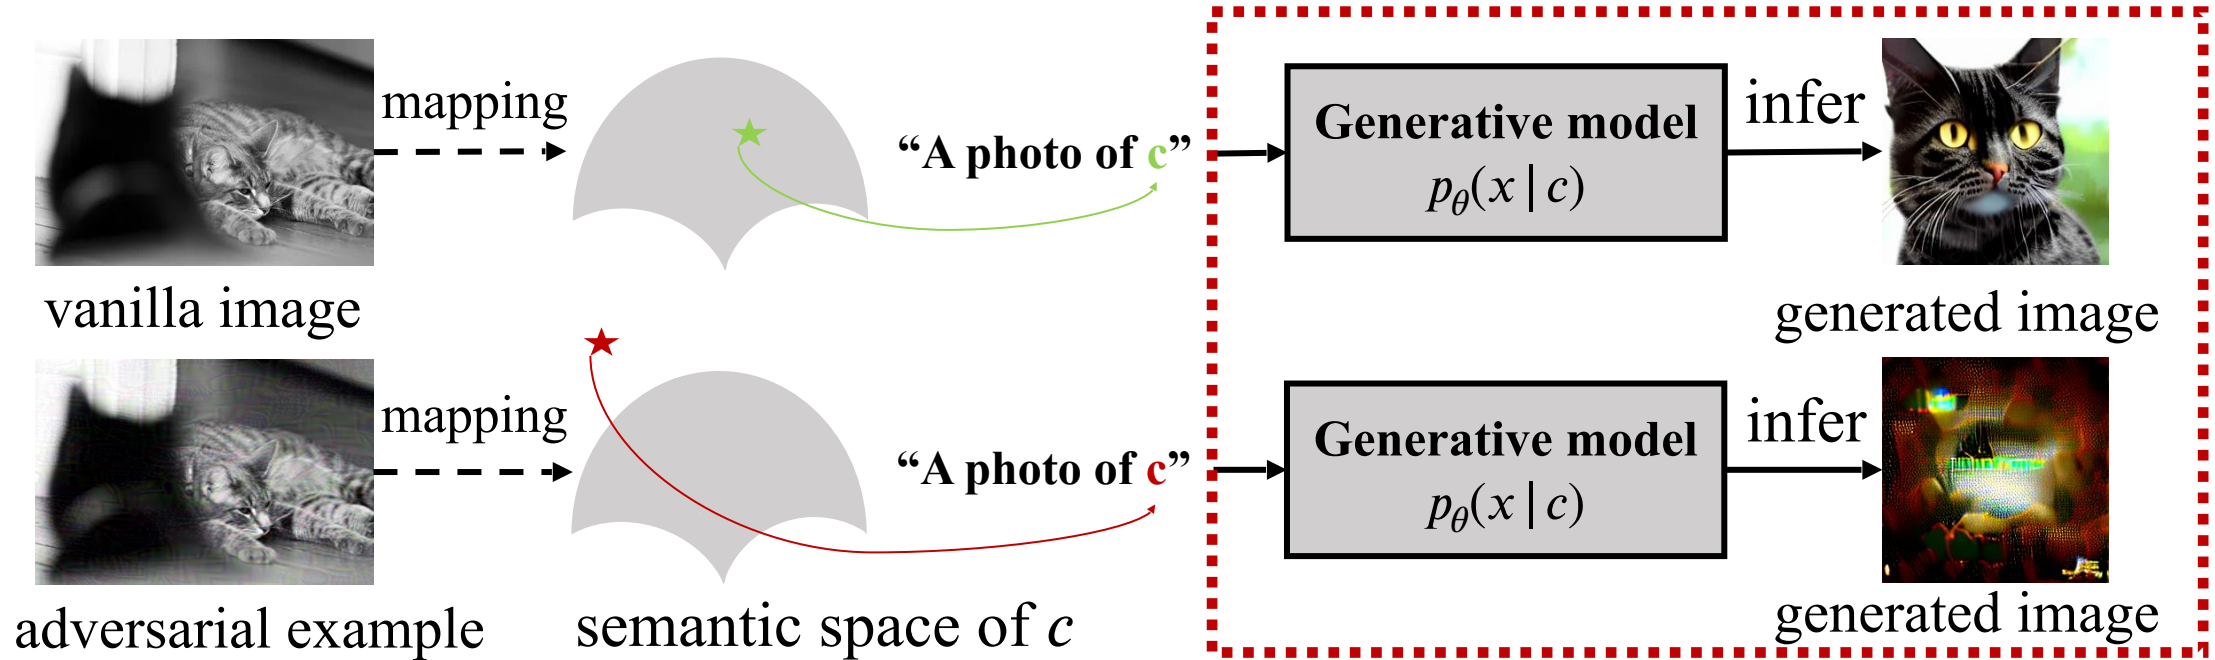 mapping
“A photo of c”
Generative model
pθ(x | c)
infer
vanilla image
generated image
mapping
“A photo of c”
Generative model
pθ(x | c)
infer
adversarial example
semantic space of c
generated image